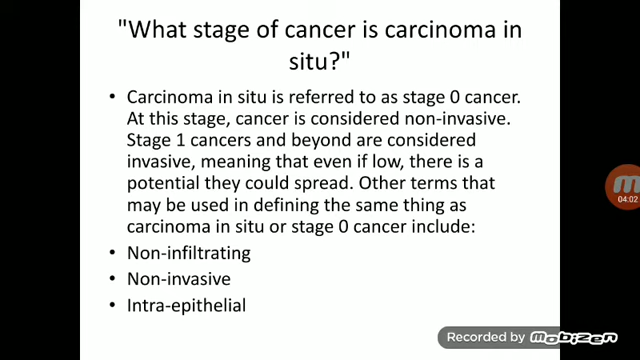 "What stage of cancer is carcinoma in
situ?"
• Carcinoma in situ is referred to as stage 0 cancer.
At this stage, cancer is considered non-invasive.
Stage 1 cancers and beyond are considered
invasive, meaning that even if low, there is a
potential they could spread. Other terms that
may be used in defining the same thing as
carcinoma in situ or stage 0 cancer include:
• Non-infiltrating
• Non-invasive
• Intra-epithelial
04:02
Recorded by mobizen